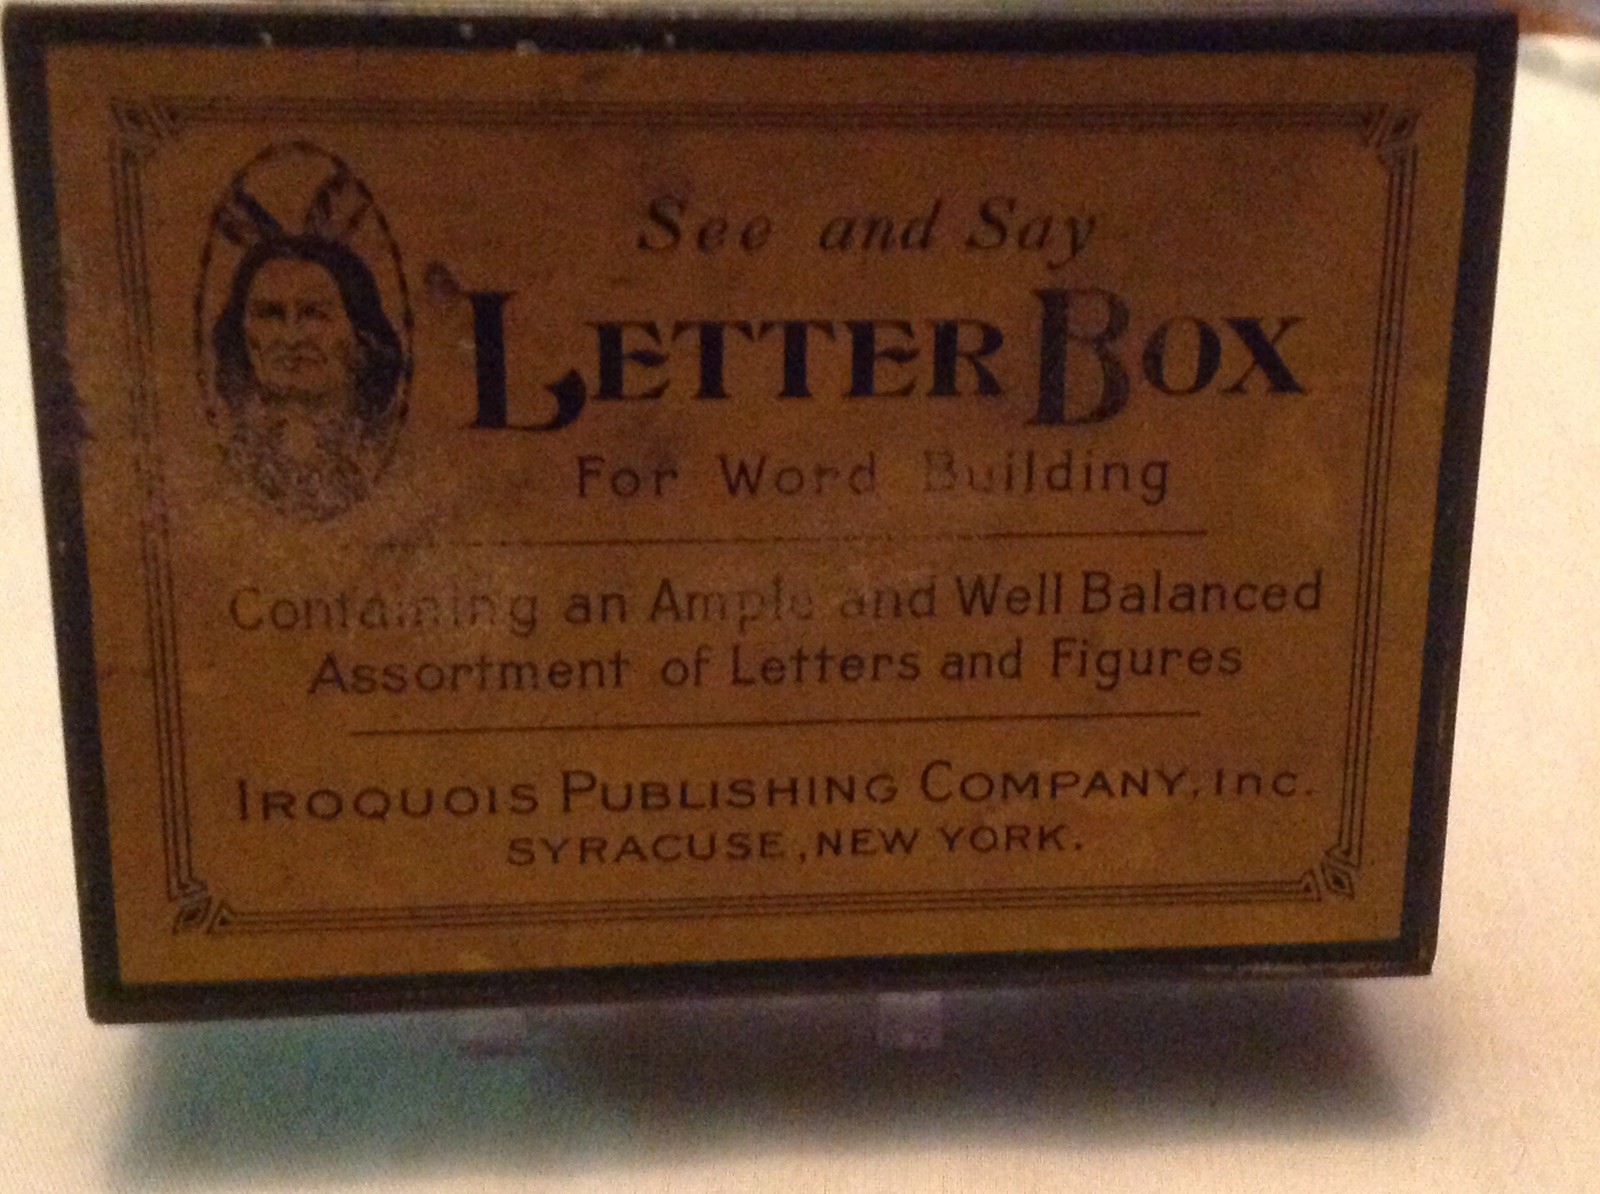 See and Say
LETTER BOX
For Word Building
Containing an Ample and Well Balanced
Assortment of Letters and Figures
IROQUOIS PUBLISHING COMPANY, Inc.
SYRACUSE, NEW YORK.